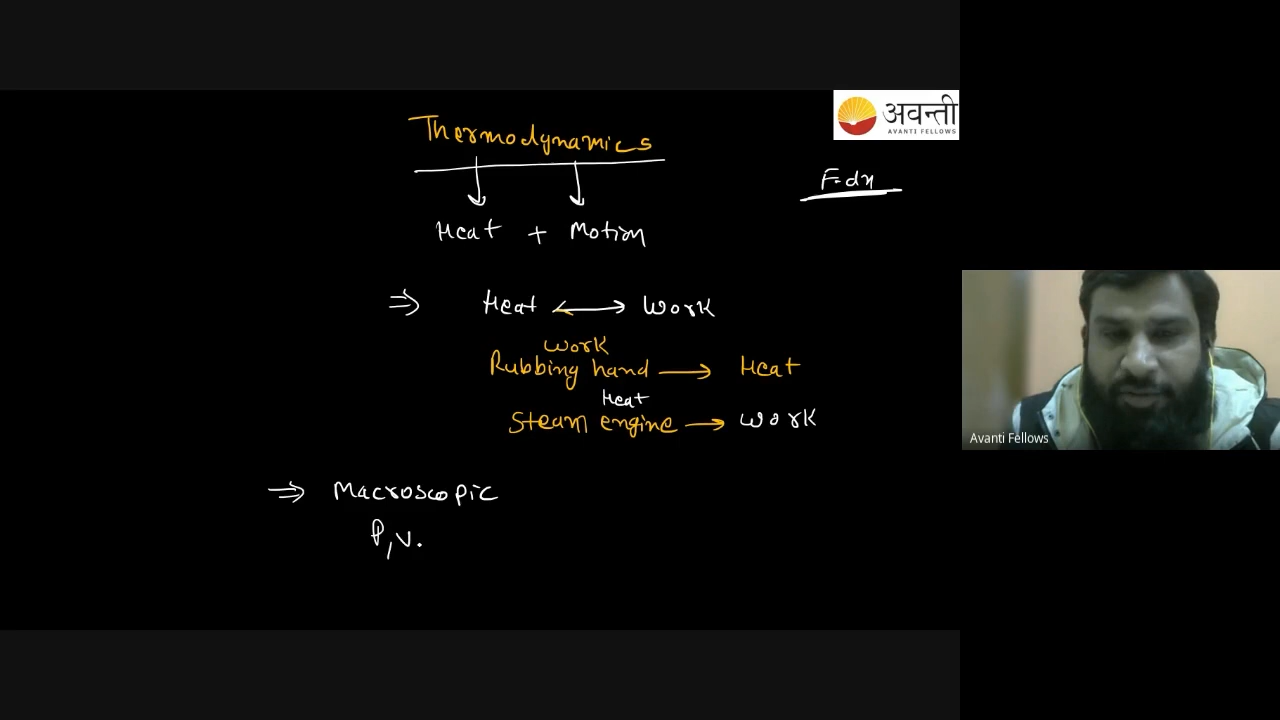 Thermodynamics
Heat + Motion
F.dx
⇒ Heat ⟷ Work
Work
Rubbing hand → Heat
Heat
Steam engine → Work
⇒ Macroscopic
P, V.
अवन्ती
AVANTI FELLOWS
Avanti Fellows